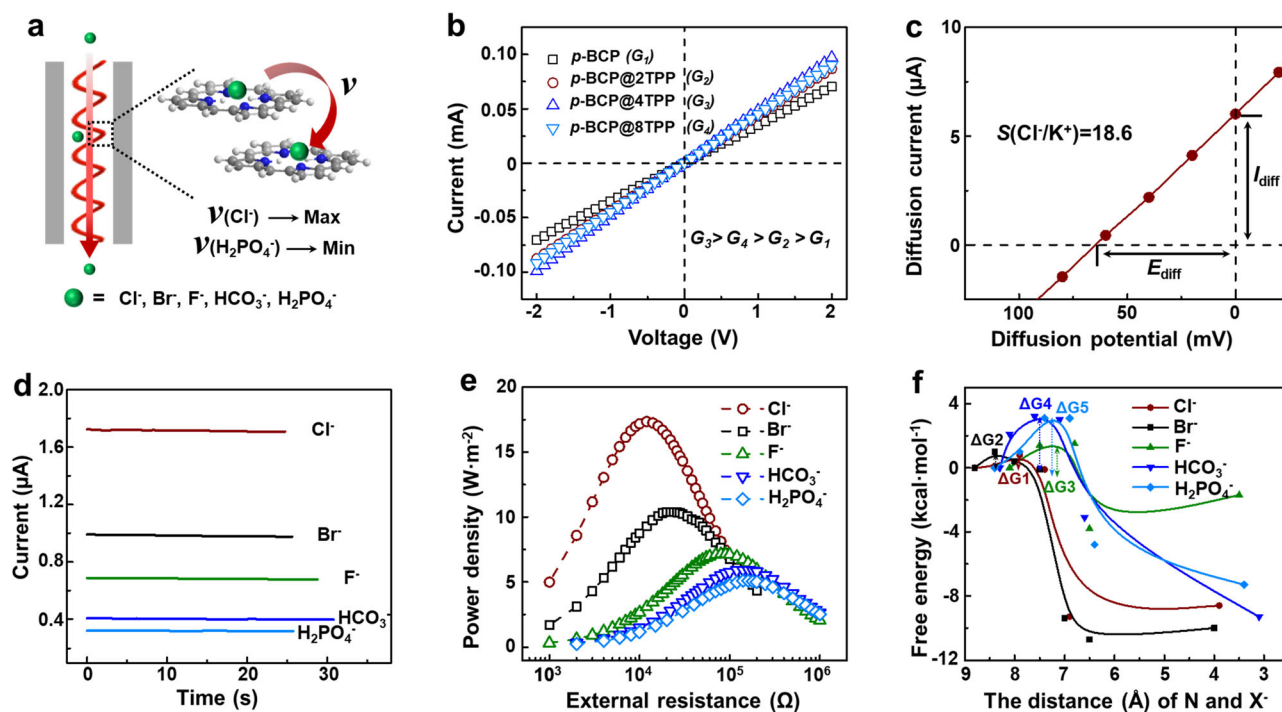 a
ν
ν(Cl⁻) → Max
ν(H₂PO₄⁻) → Min
= Cl⁻, Br⁻, F⁻, HCO₃⁻, H₂PO₄⁻
b
0.10
0.05
0
-0.05
-0.10
Current (mA)
p-BCP (G₁)
p-BCP@2TPP (G₂)
p-BCP@4TPP (G₃)
p-BCP@8TPP (G₄)
G₃> G₄ > G₂ > G₁
-2 -1 0 1 2
Voltage (V)
c
10
5
0
Diffusion current (μA)
S(Cl⁻/K⁺)=18.6
I diff
E diff
100 50 0
Diffusion potential (mV)
d
2.0
1.6
1.2
0.8
0.4
Current (μA)
Cl⁻
Br⁻
F⁻
HCO₃⁻
H₂PO₄⁻
0 10 20 30
Time (s)
e
20
15
10
5
0
Power density (W·m⁻²)
Cl⁻
Br⁻
F⁻
HCO₃⁻
H₂PO₄⁻
10³ 10⁴ 10⁵ 10⁶
External resistance (Ω)
f
4
0
-4
-8
-12
Free energy (kcal·mol⁻¹)
ΔG4 ΔG5
ΔG2
ΔG1 ΔG3
Cl⁻
Br⁻
F⁻
HCO₃⁻
H₂PO₄⁻
9 8 7 6 5 4 3
The distance (Å) of N and X⁻